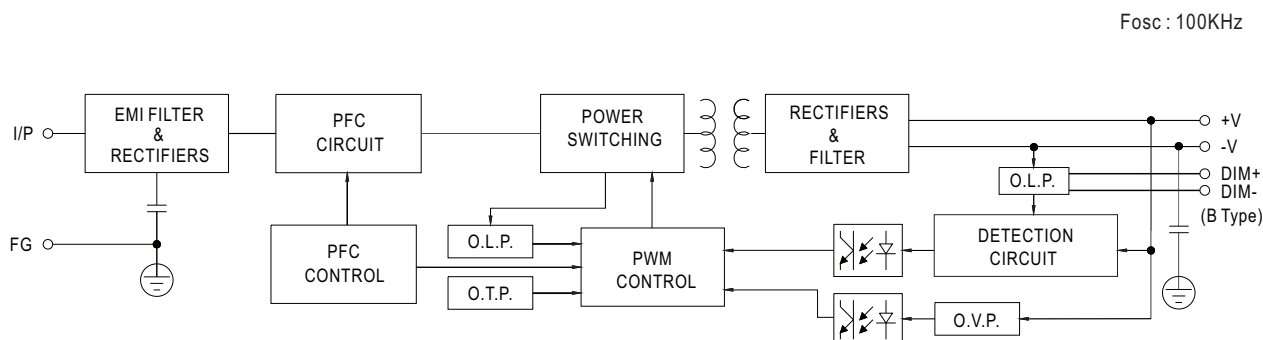 Fosc : 100KHz
I/P
EMI FILTER
&
RECTIFIERS
PFC
CIRCUIT
POWER
SWITCHING
RECTIFIERS
&
FILTER
+V
-V
DIM+
DIM-
(B Type)
O.L.P.
FG
PFC
CONTROL
O.L.P.
O.T.P.
PWM
CONTROL
DETECTION
CIRCUIT
O.V.P.